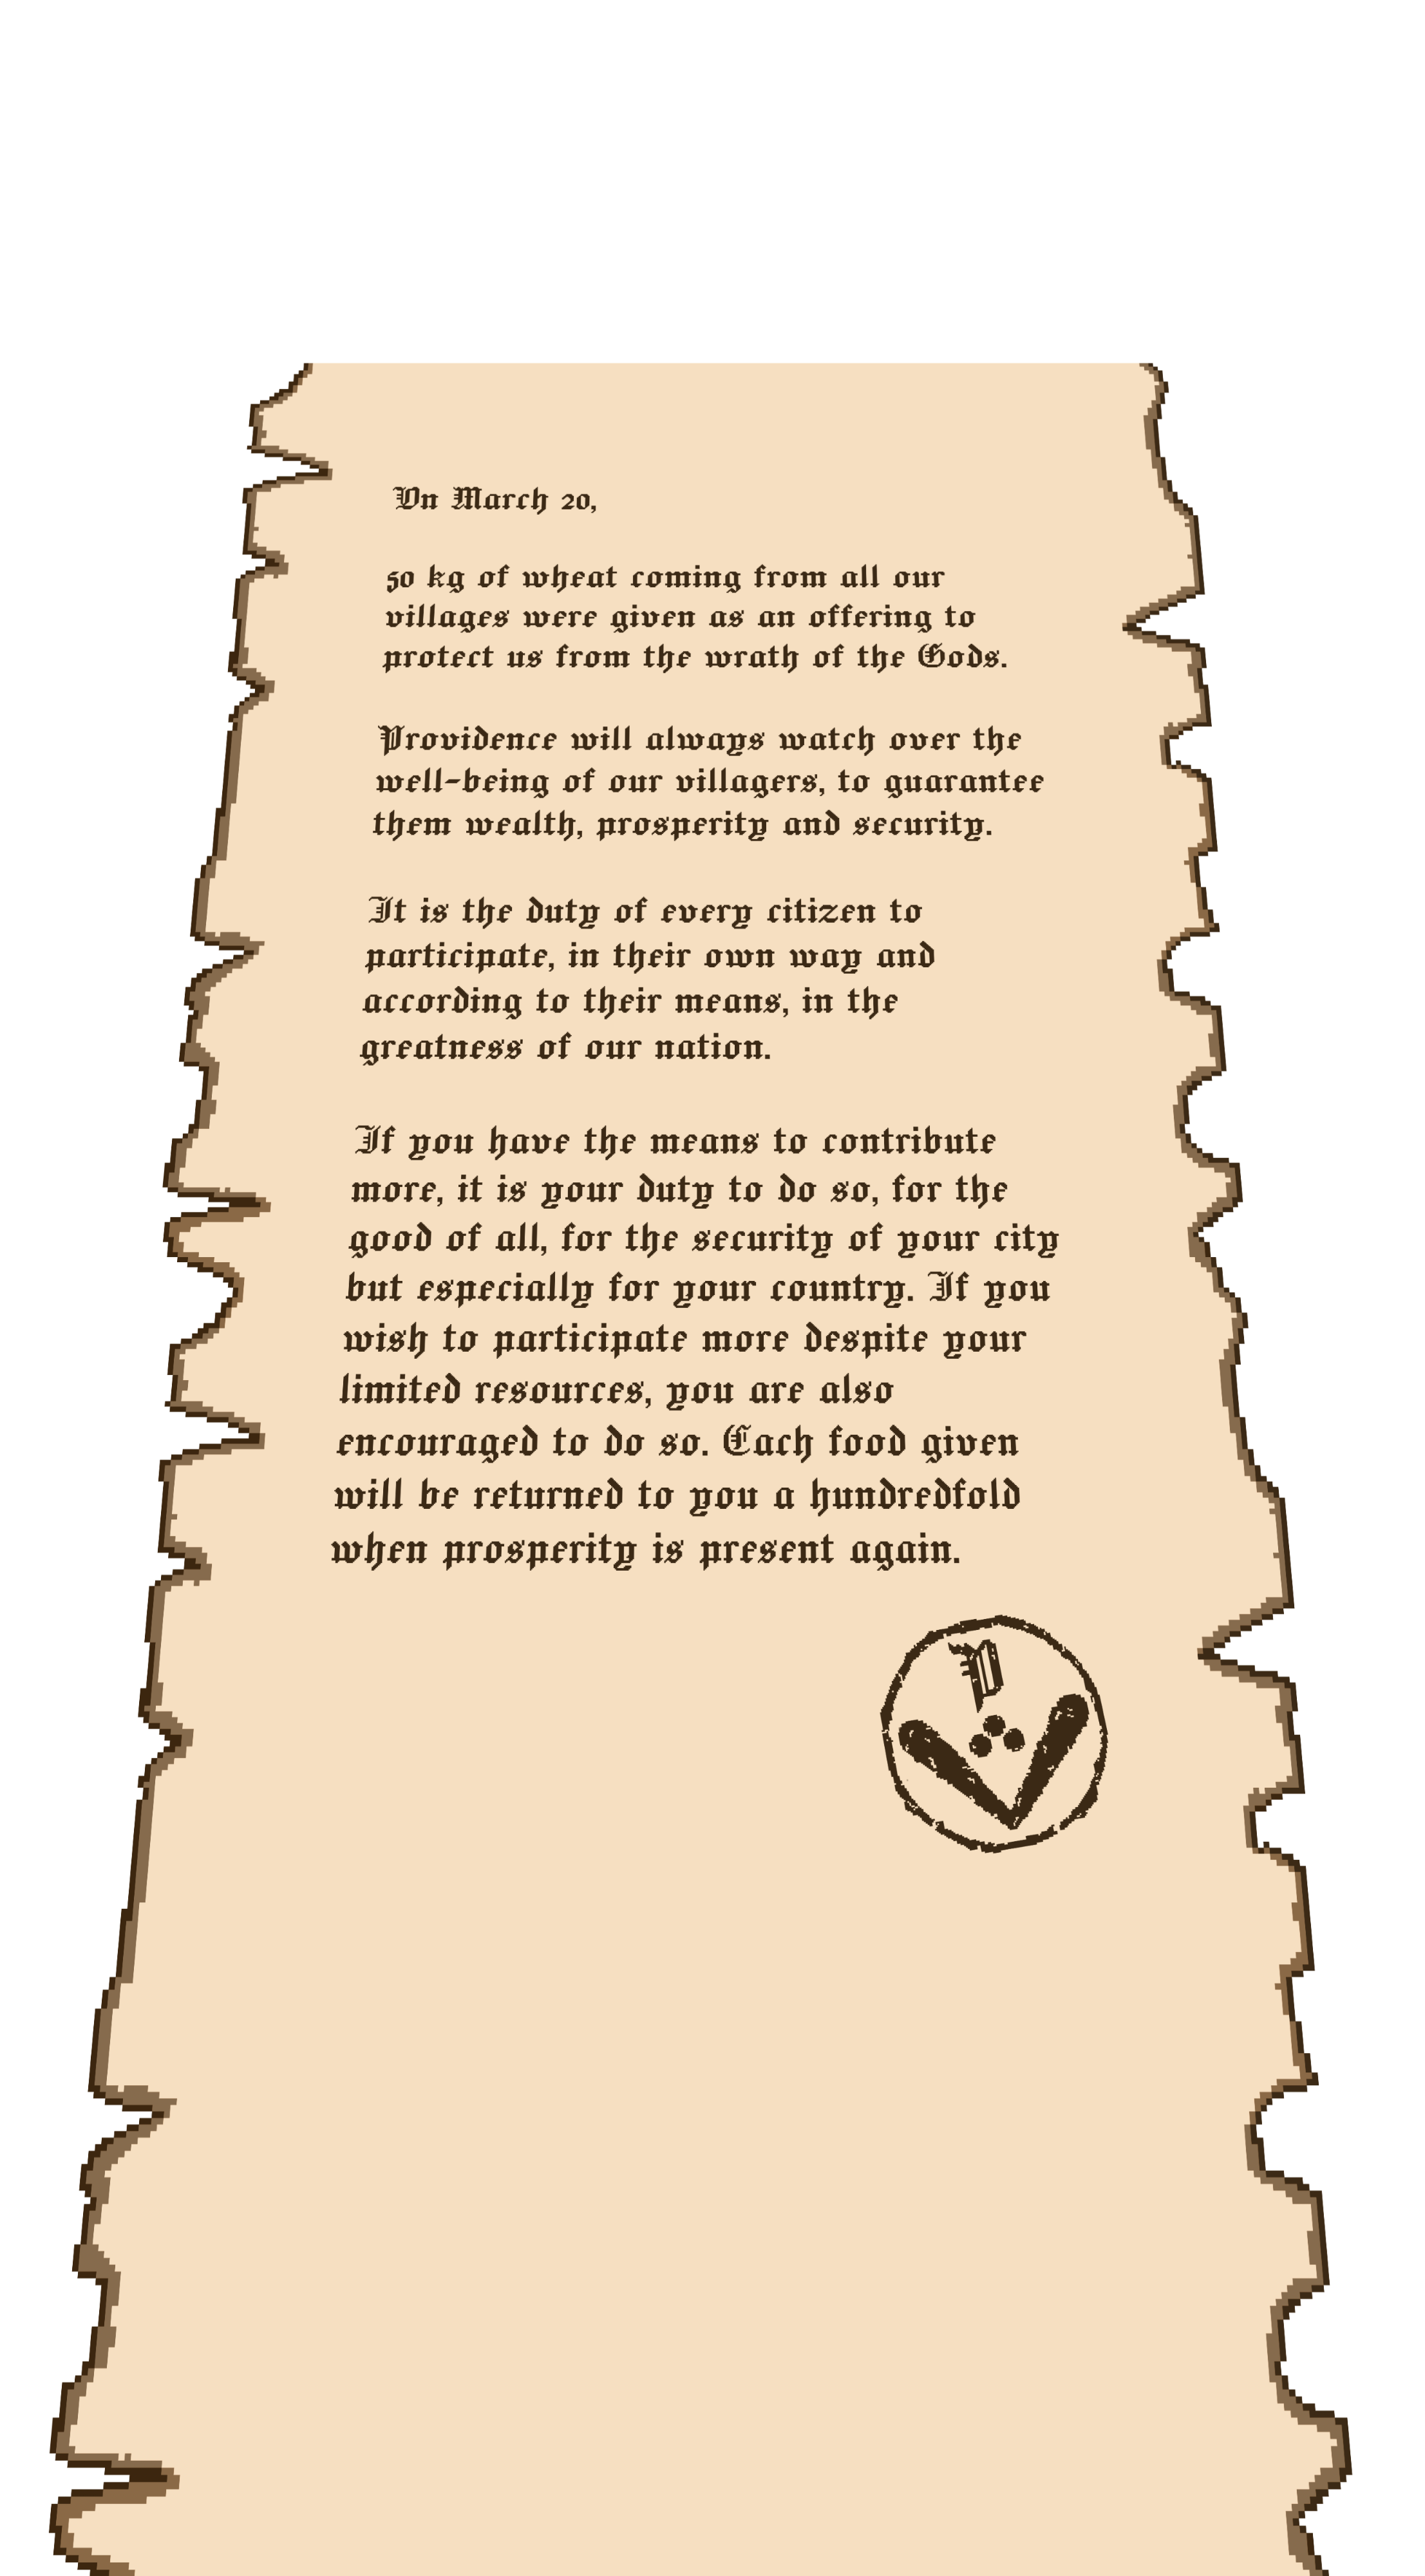 On March 20,
50 kg of wheat coming from all our
villages were given as an offering to
protect us from the wrath of the Gods.
Providence will always watch over the
well-being of our villagers, to guarantee
them wealth, prosperity and security.
It is the duty of every citizen to
participate, in their own way and
according to their means, in the
greatness of our nation.
If you have the means to contribute
more, it is your duty to do so, for the
good of all, for the security of your city
but especially for your country. If you
wish to participate more despite your
limited resources, you are also
encouraged to do so. Each food given
will be returned to you a hundredfold
when prosperity is present again.